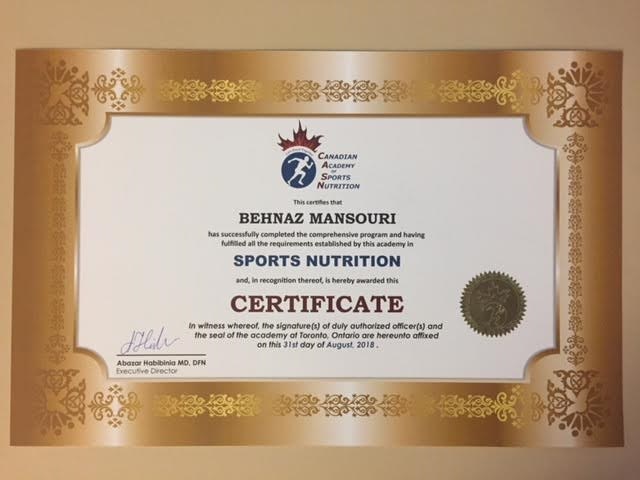 CANADIAN
ACADEMY
OF
SPORTS
NUTRITION
This certifies that
BEHNAZ MANSOURI
has successfully completed the comprehensive program and having
fulfilled all the requirements established by this academy in
SPORTS NUTRITION
and, in recognition thereof, is hereby awarded this
CERTIFICATE
In witness whereof, the signature(s) of duly authorized officer(s) and
the seal of the academy at Toronto, Ontario are hereunto affixed
on this 31st day of August, 2018 .
Abazar Habibinia MD, DFN
Executive Director